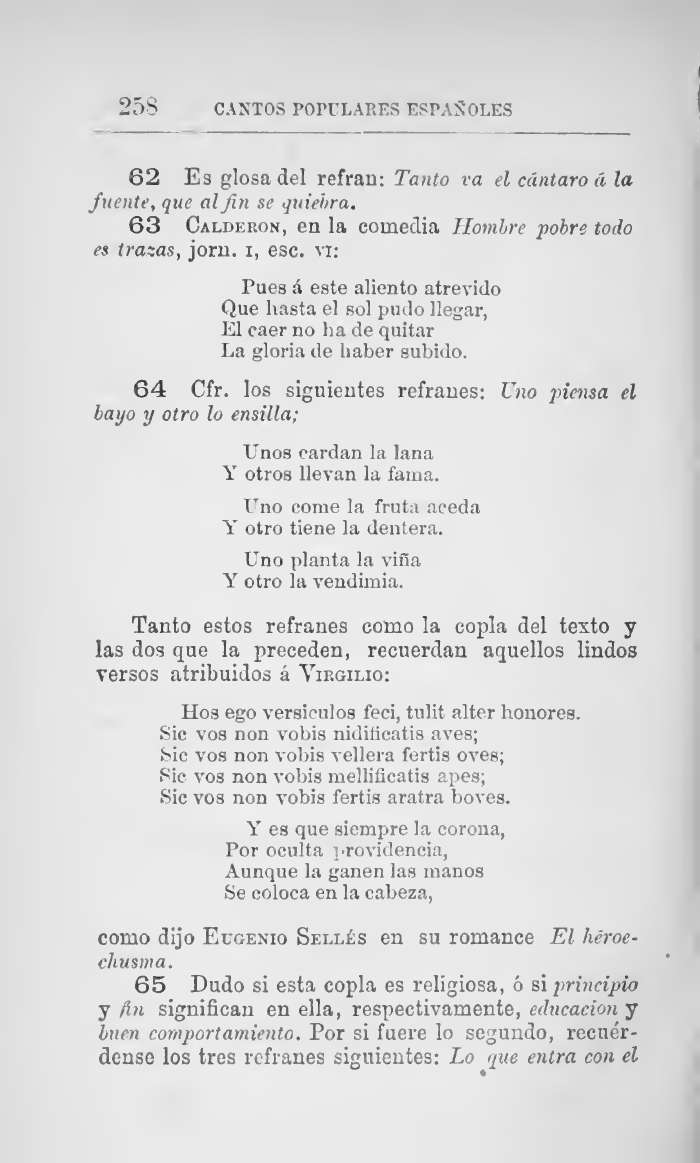 258 CANTOS POPULARES ESPAÑOLES
62 Es glosa del refran: Tanto va el cántaro á la
fuente, que al fin se quiebra.
63 CALDERON, en la comedia Hombre pobre todo
es trazas, jorn. I, esc. VI:
Pues á este aliento atrevido
Que hasta el sol pudo llegar,
El caer no ha de quitar
La gloria de haber subido.
64 Cfr. los siguientes refranes: Uno piensa el
bayo y otro lo ensilla;
Unos cardan la lana
Y otros llevan la fama.
Uno come la fruta aceda
Y otro tiene la dentera.
Uno planta la viña
Y otro la vendimia.
Tanto estos refranes como la copla del texto y
las dos que la preceden, recuerdan aquellos lindos
versos atribuidos á VIRGILIO:
Hos ego versiculos feci, tulit alter honores.
Sic vos non vobis nidificatis aves;
Sic vos non vobis vellera fertis oves;
Sic vos non vobis mellificatis apes;
Sic vos non vobis fertis aratra boves.
Y es que siempre la corona,
Por oculta providencia,
Aunque la ganen las manos
Se coloca en la cabeza,
como dijo EUGENIO SELLÉS en su romance El héroe-
chusma.
65 Dudo si esta copla es religiosa, ó si principio
y fin significan en ella, respectivamente, educacion y
buen comportamiento. Por si fuere lo segundo, recuér-
dense los tres refranes siguientes: Lo que entra con el